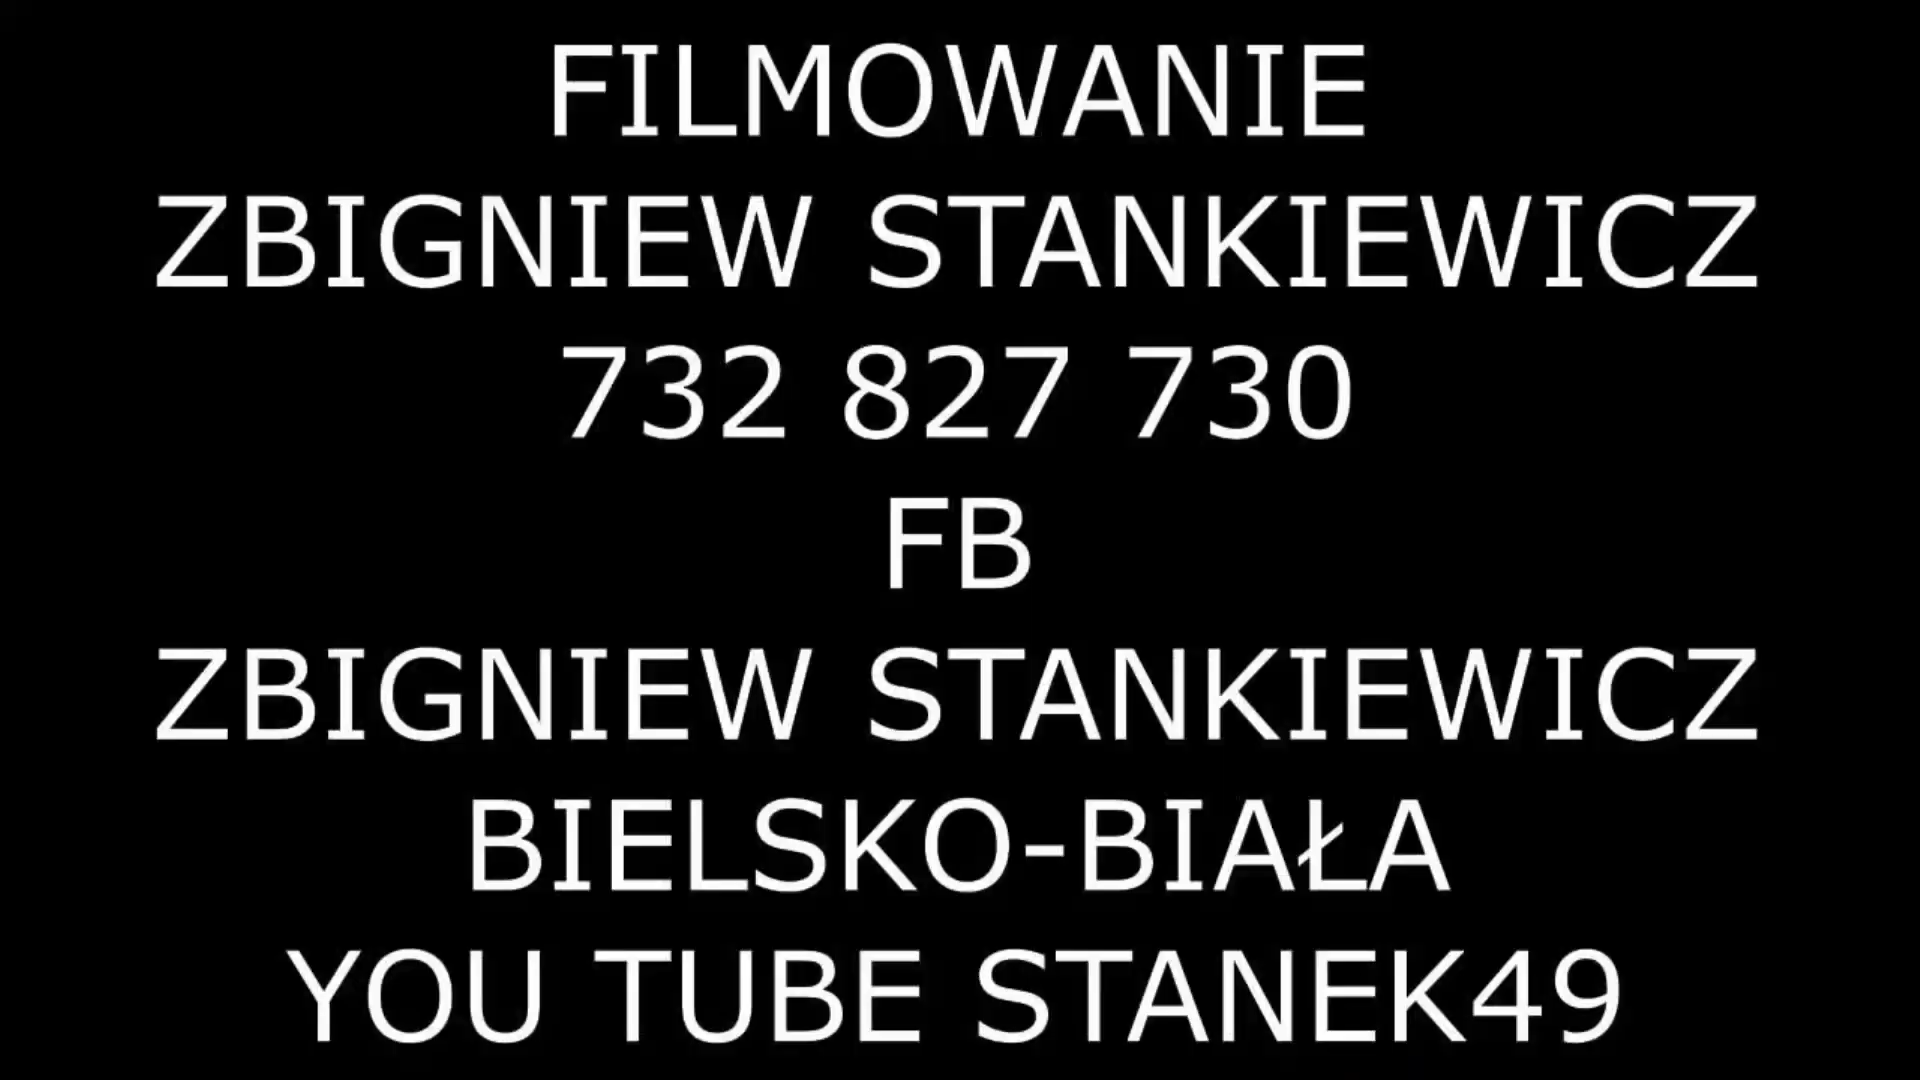 FILMOWANIE
ZBIGNIEW STANKIEWICZ
732 827 730
FB
ZBIGNIEW STANKIEWICZ
BIELSKO-BIAŁA
YOU TUBE STANEK49